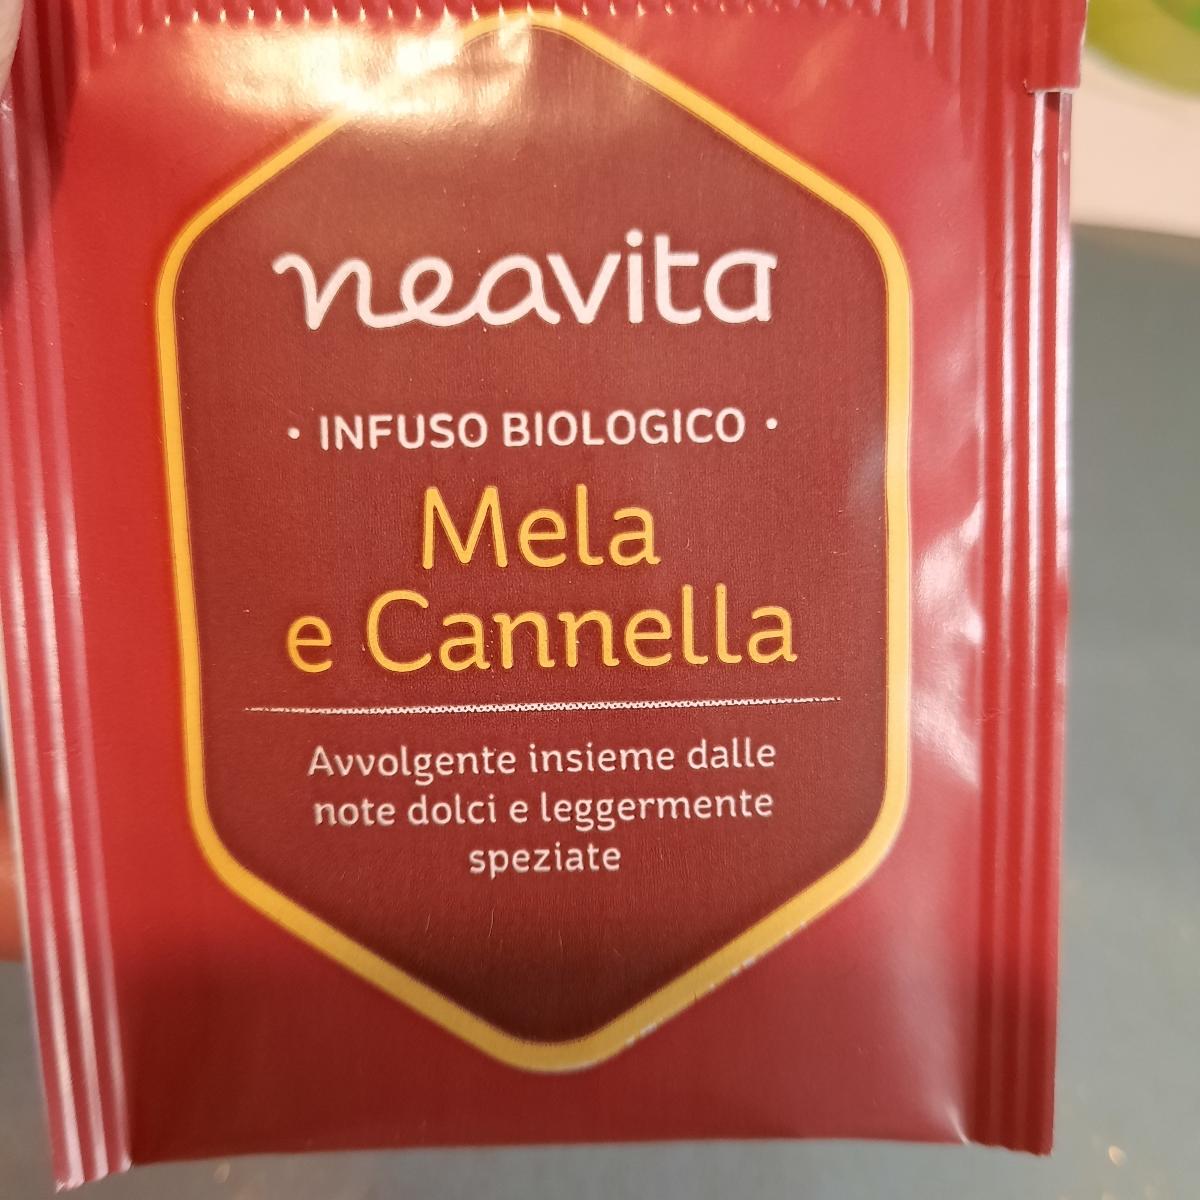 neavita
· INFUSO BIOLOGICO ·
Mela
e Cannella
Avvolgente insieme dalle
note dolci e leggermente
speziate